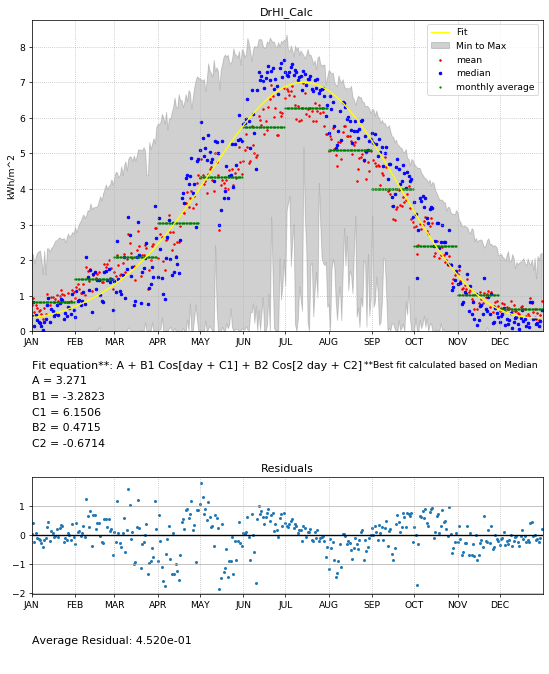 DrHI_Calc
Fit
Min to Max
mean
median
monthly average
kWh/m^2
8
7
6
5
4
3
2
1
0
JAN FEB MAR APR MAY JUN JUL AUG SEP OCT NOV DEC
Fit equation**: A + B1 Cos[day + C1] + B2 Cos[2 day + C2] **Best fit calculated based on Median
A = 3.271
B1 = -3.2823
C1 = 6.1506
B2 = 0.4715
C2 = -0.6714
Residuals
1
0
−1
−2
JAN FEB MAR APR MAY JUN JUL AUG SEP OCT NOV DEC
Average Residual: 4.520e-01